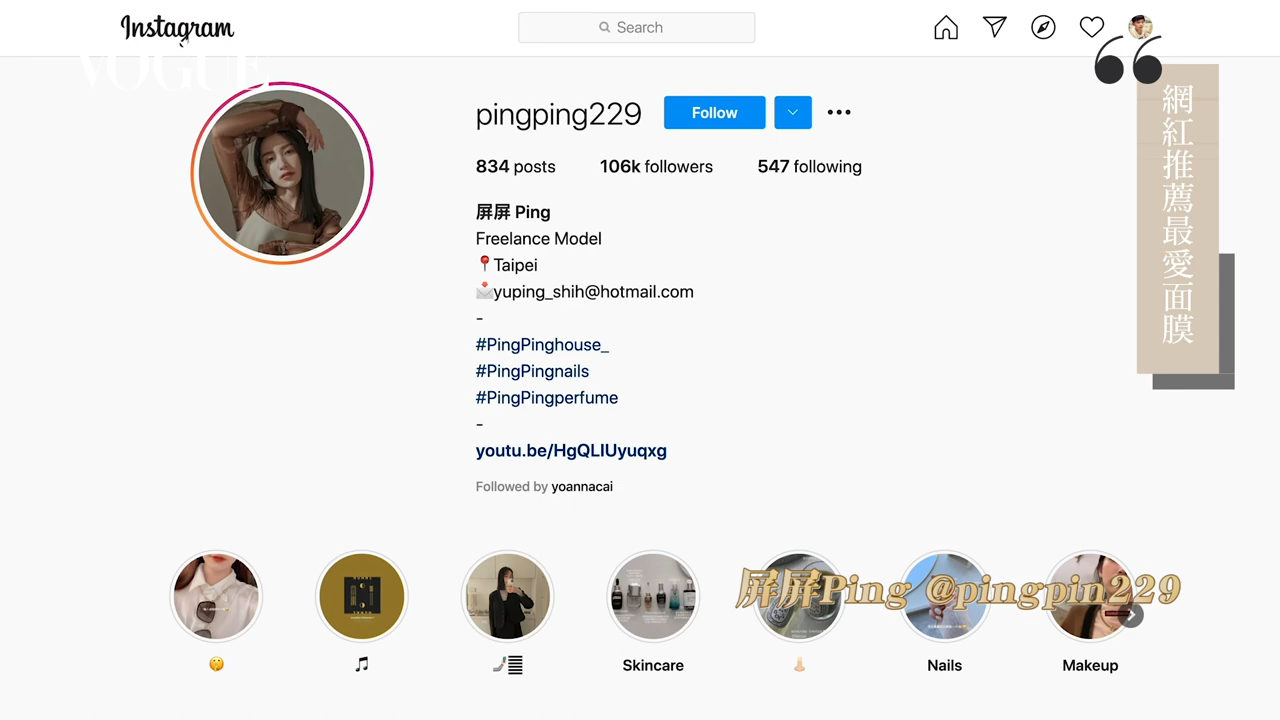 Instagram
Search
VOGUE
pingping229
Follow
834 posts 106k followers 547 following
屏屏 Ping
Freelance Model
📍Taipei
📩yuping_shih@hotmail.com
-
#PingPinghouse_
#PingPingnails
#PingPingperfume
-
youtu.be/HgQLIUyuqxg
Followed by yoannacai
網紅推薦最愛面膜
屏屏Ping @pingpin229
Skincare
Nails
Makeup